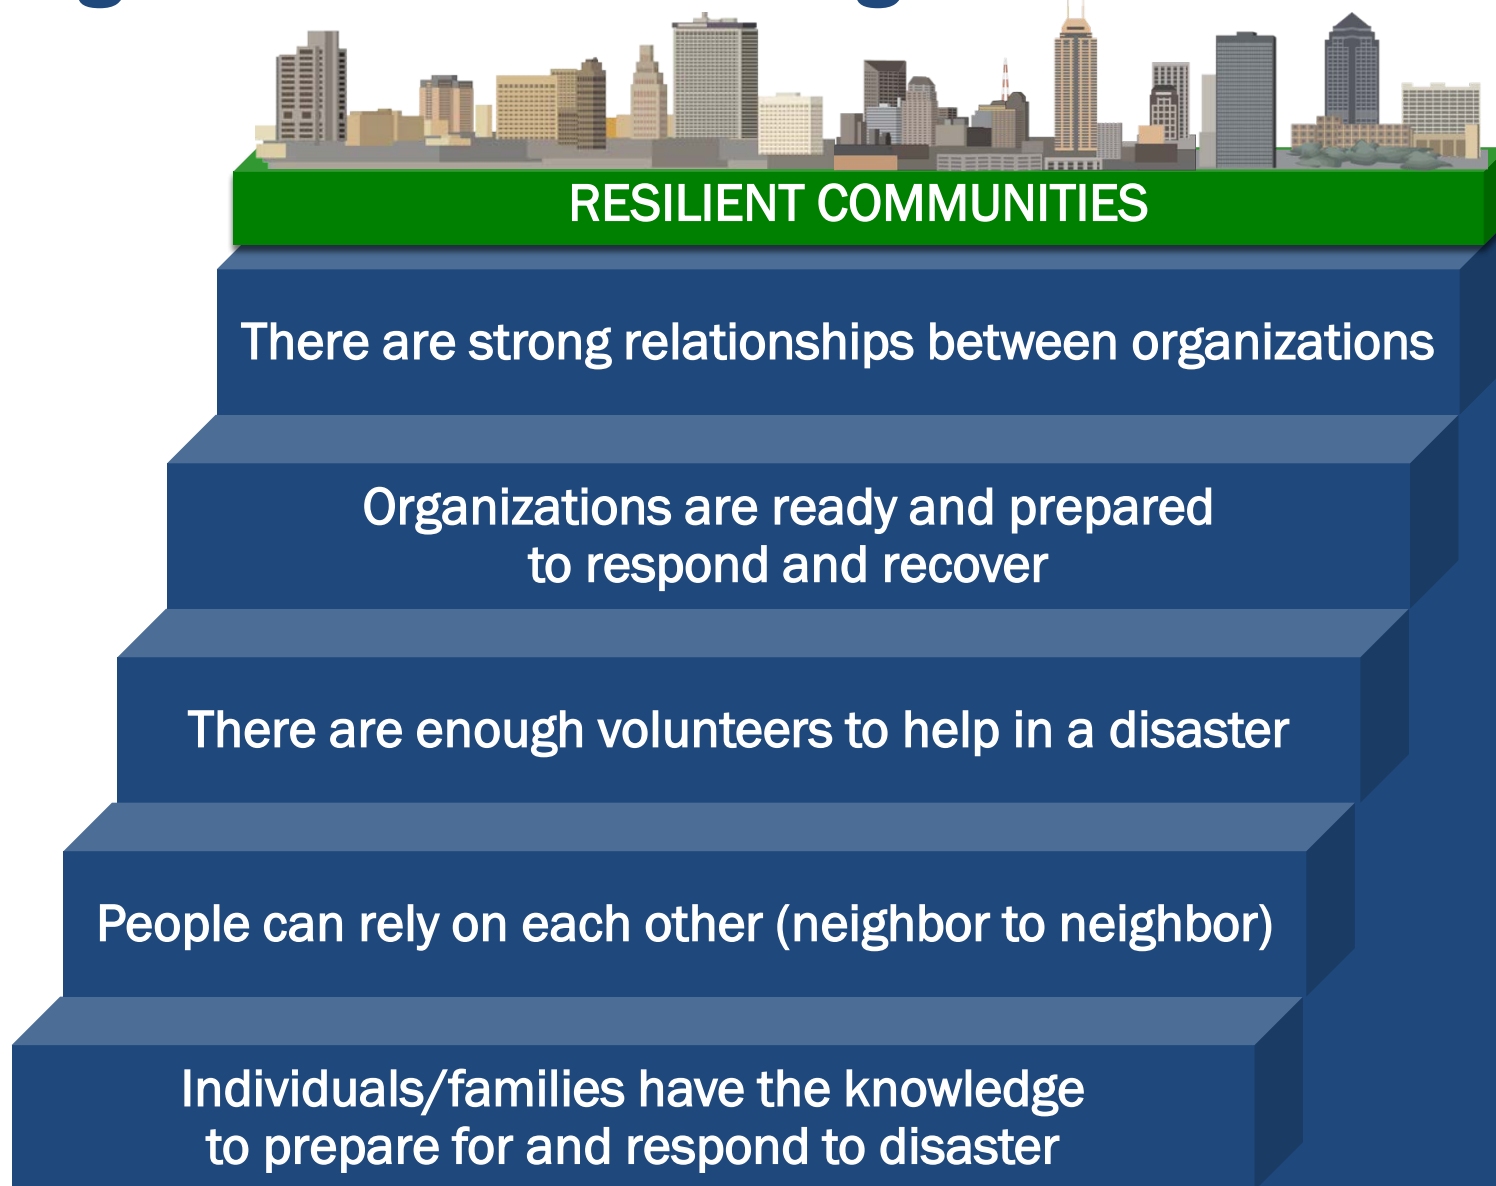 RESILIENT COMMUNITIES
There are strong relationships between organizations
Organizations are ready and prepared
to respond and recover
There are enough volunteers to help in a disaster
People can rely on each other (neighbor to neighbor)
Individuals/families have the knowledge
to prepare for and respond to disaster